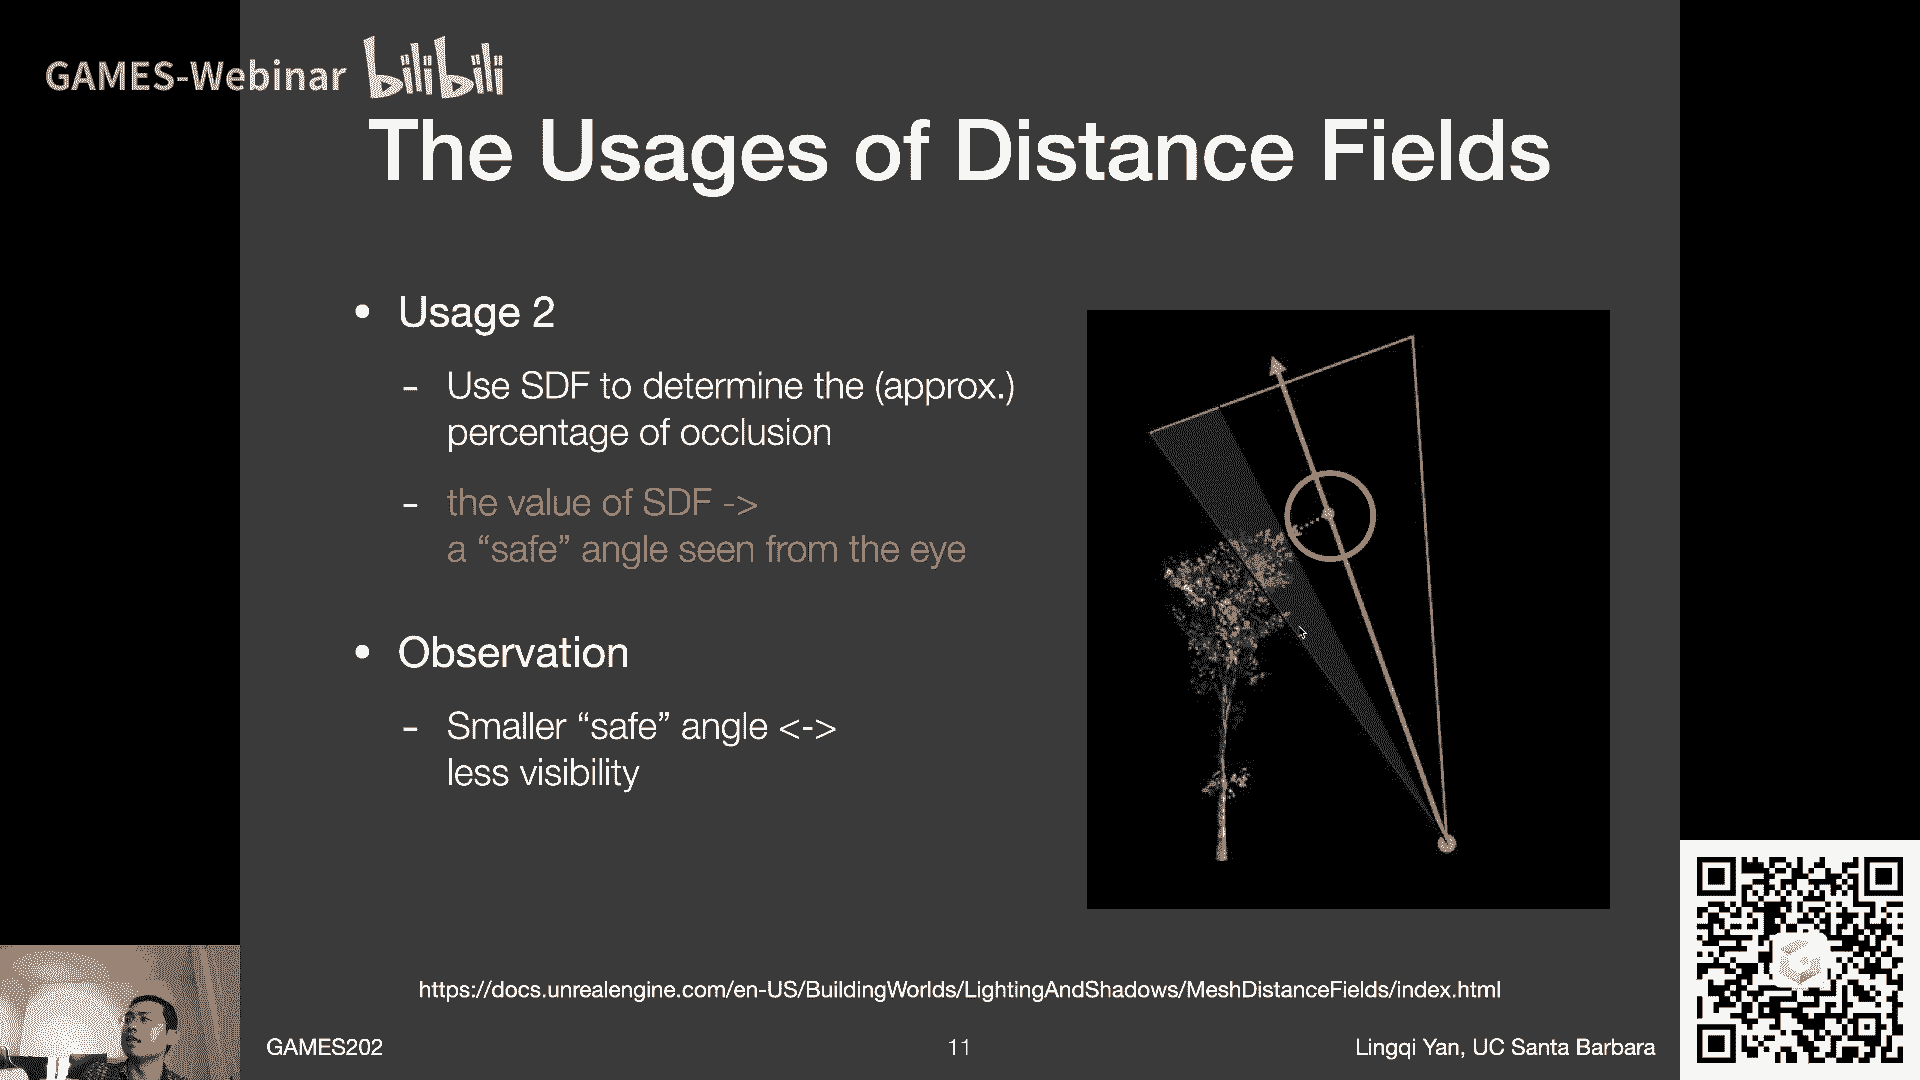 GAMES-Webinar bilibili
The Usages of Distance Fields
• Usage 2
- Use SDF to determine the (approx.)
percentage of occlusion
- the value of SDF ->
a “safe” angle seen from the eye
• Observation
- Smaller “safe” angle <->
less visibility
https://docs.unrealengine.com/en-US/BuildingWorlds/LightingAndShadows/MeshDistanceFields/index.html
GAMES202
11
Lingqi Yan, UC Santa Barbara